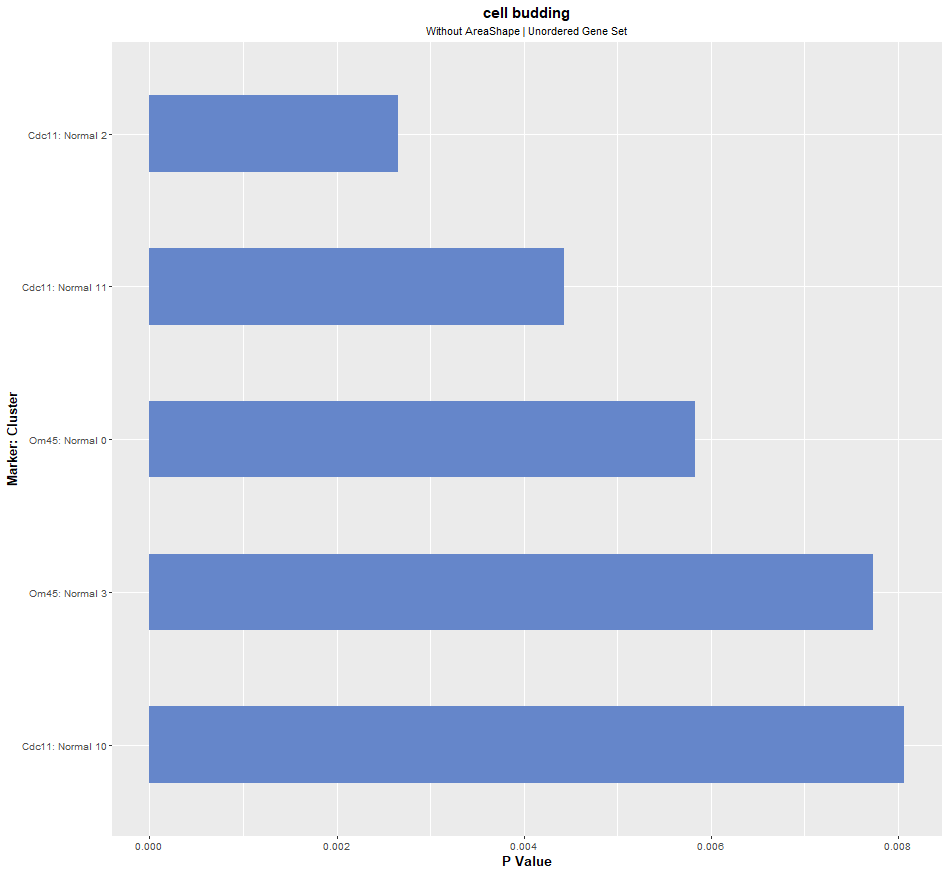 cell budding
Without AreaShape | Unordered Gene Set
Marker: Cluster
Cdc11: Normal 2
Cdc11: Normal 11
Om45: Normal 0
Om45: Normal 3
Cdc11: Normal 10
0.000 0.002 0.004 0.006 0.008
P Value